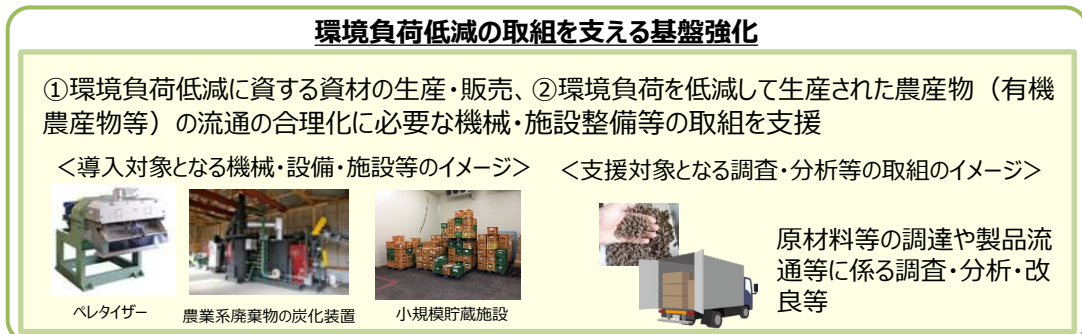 環境負荷低減の取組を支える基盤強化
①環境負荷低減に資する資材の生産・販売、②環境負荷を低減して生産された農産物（有機
農産物等）の流通の合理化に必要な機械・施設整備等の取組を支援
＜導入対象となる機械・設備・施設等のイメージ＞
＜支援対象となる調査・分析等の取組のイメージ＞
ペレタイザー
農業系廃棄物の炭化装置
小規模貯蔵施設
原材料等の調達や製品流
通等に係る調査・分析・改
良等